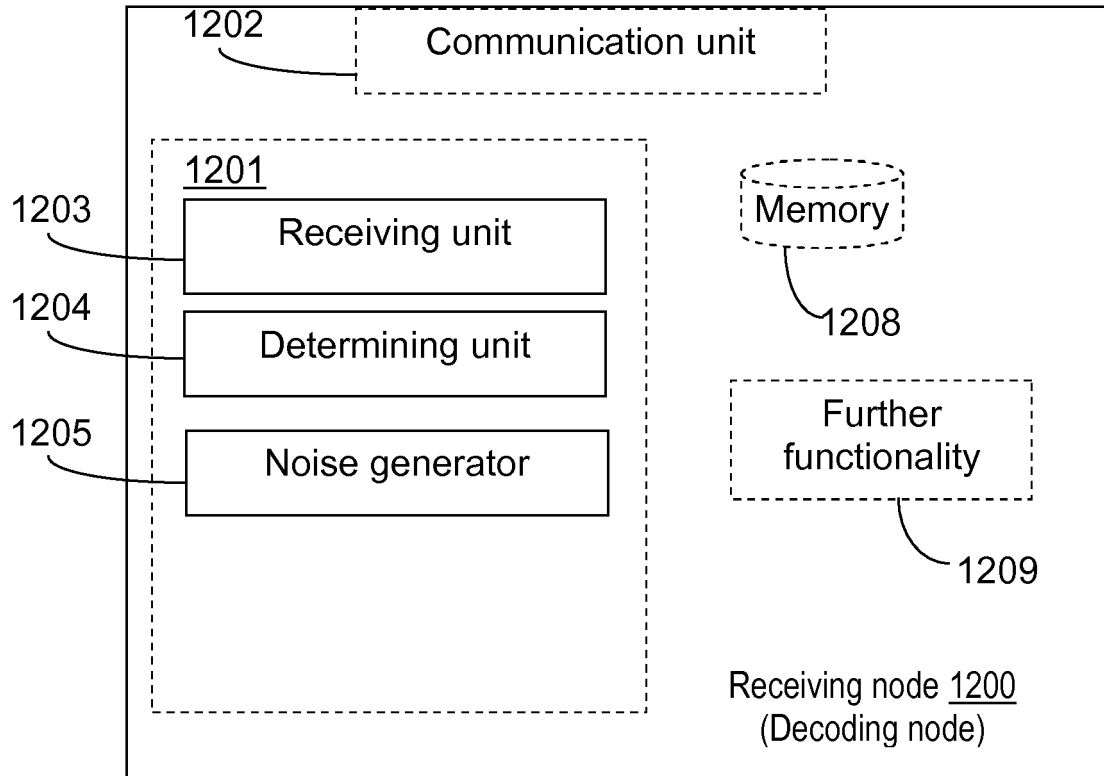 1202
Communication unit
1201
1203
Receiving unit
Memory
1204
1208
Determining unit
1205
Further
functionality
Noise generator
1209
Receiving node 1200
(Decoding node)